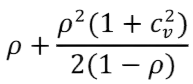 ρ + ρ²(1 + c_v²) / 2(1 − ρ)